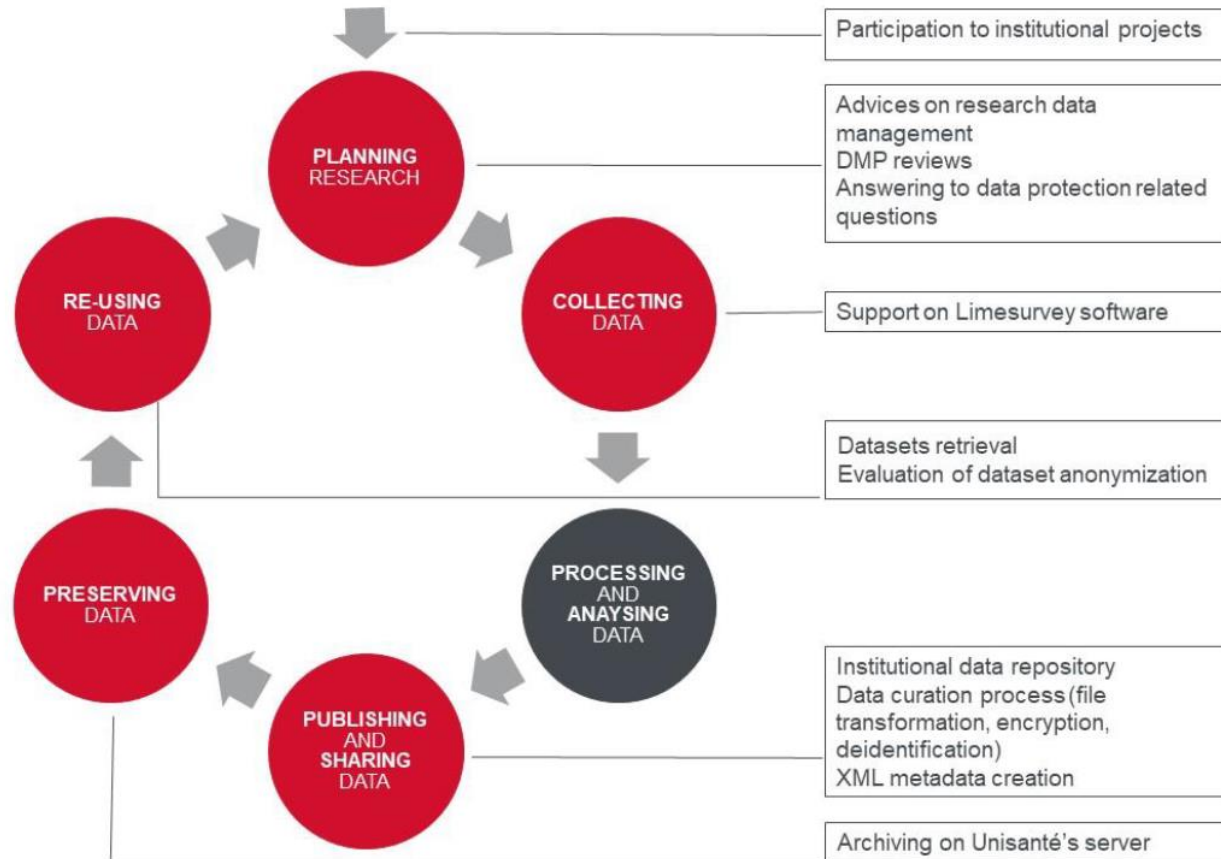 Participation to institutional projects
PLANNING
RESEARCH
Advices on research data
management
DMP reviews
Answering to data protection related
questions
RE-USING
DATA
COLLECTING
DATA
Support on Limesurvey software
Datasets retrieval
Evaluation of dataset anonymization
PRESERVING
DATA
PROCESSING
AND
ANAYSING
DATA
PUBLISHING
AND
SHARING
DATA
Institutional data repository
Data curation process (file
transformation, encryption,
deidentification)
XML metadata creation
Archiving on Unisanté’s server